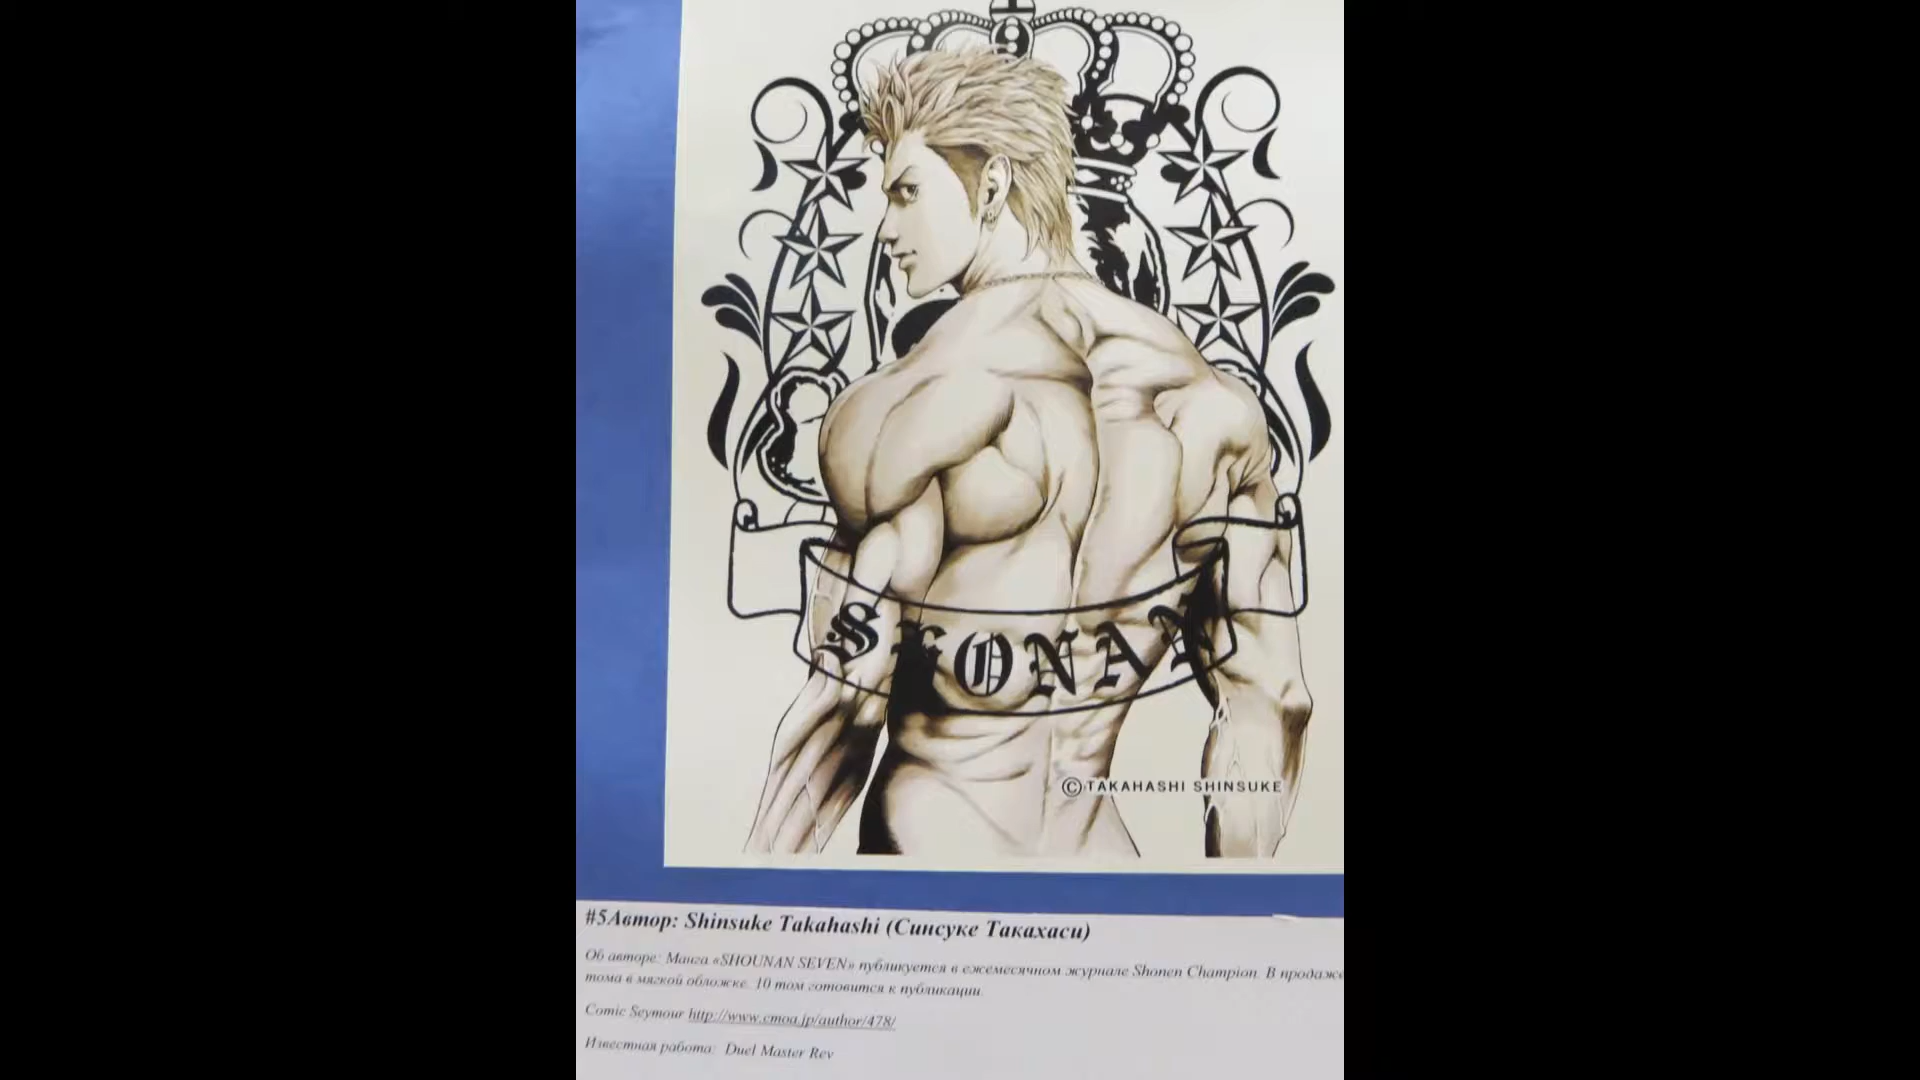 SHONAN
©TAKAHASHI SHINSUKE
#5Автор: Shinsuke Takahashi (Синсуке Такахаси)
Об авторе: Манга «SHOUNAN SEVEN» публикуется в ежемесячном журнале Shonen Champion. В продаже
тома в мягкой обложке. 10 том готовится к публикации.
Comic Seymour http://www.cmoa.jp/author/478/
Известная работа: Duel Master Rev